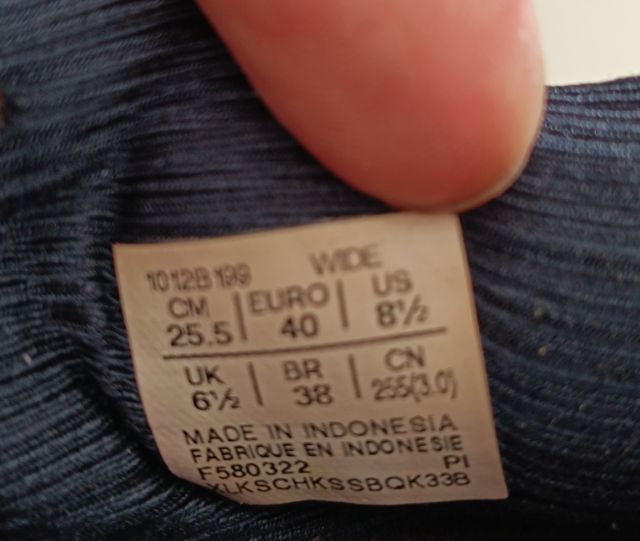 1012B199 WIDE
CM | EURO | US
25.5 | 40 | 8½
UK | BR | CN
6½ | 38 | 255(3.0)
MADE IN INDONESIA
FABRIQUE EN INDONESIE
F580322 PI
XLKSCHKSSBQK33B